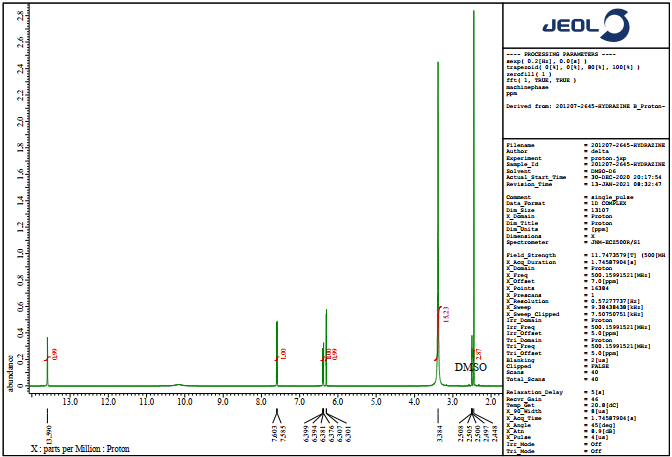 JEOL
---- PROCESSING PARAMETERS ----
sexp( 0.2[Hz], 0.0[s] )
trapezoid( 0[%], 0[%], 80[%], 100[%] )
zerofill( 1 )
fft( 1, TRUE, TRUE )
machinephase
ppm
Derived from: 201207-2645-HYDRAZINE B_Proton-
Filename = 201207-2645-HYDRAZINE
Author = delta
Experiment = proton.jxp
Sample_Id = 201207-2645-HYDRAZINE
Solvent = DMSO-D6
Actual_Start_Time = 30-DEC-2020 20:17:54
Revision_Time = 13-JAN-2021 08:32:47
Comment = single_pulse
Data_Format = 1D COMPLEX
Dim_Size = 13107
X_Domain = Proton
Dim_Title = Proton
Dim_Units = [ppm]
Dimensions = X
Spectrometer = JNM-ECZ500R/S1
Field_Strength = 11.7473579[T] (500[MH
X_Acq_Duration = 1.74587904[s]
X_Domain = Proton
X_Freq = 500.15991521[MHz]
X_Offset = 7.0[ppm]
X_Points = 16384
X_Prescans = 1
X_Resolution = 0.57277737[Hz]
X_Sweep = 9.38438438[kHz]
X_Sweep_Clipped = 7.50750751[kHz]
Irr_Domain = Proton
Irr_Freq = 500.15991521[MHz]
Irr_Offset = 5.0[ppm]
Tri_Domain = Proton
Tri_Freq = 500.15991521[MHz]
Tri_Offset = 5.0[ppm]
Blanking = 2[us]
Clipped = FALSE
Scans = 40
Total_Scans = 40
Relaxation_Delay = 5[s]
Recvr_Gain = 46
Temp_Get = 20.8[dC]
X_90_Width = 8[us]
X_Acq_Time = 1.74587904[s]
X_Angle = 45[deg]
X_Atn = 8.9[dB]
X_Pulse = 4[us]
Irr_Mode = Off
Tri_Mode = Off
abundance
0 0.2 0.4 0.6 0.8 1.0 1.2 1.4 1.6 1.8 2.0 2.2 2.4 2.6 2.8
0.99 1.00 0.99 15.23 2.87
DMSO
13.0 12.0 11.0 10.0 9.0 8.0 7.0 6.0 5.0 4.0 3.0 2.0
13.590 7.603 7.585 6.399 6.394 6.381 6.376 6.307 6.301 3.384 2.508 2.505 2.500 2.497 2.448
X : parts per Million : Proton